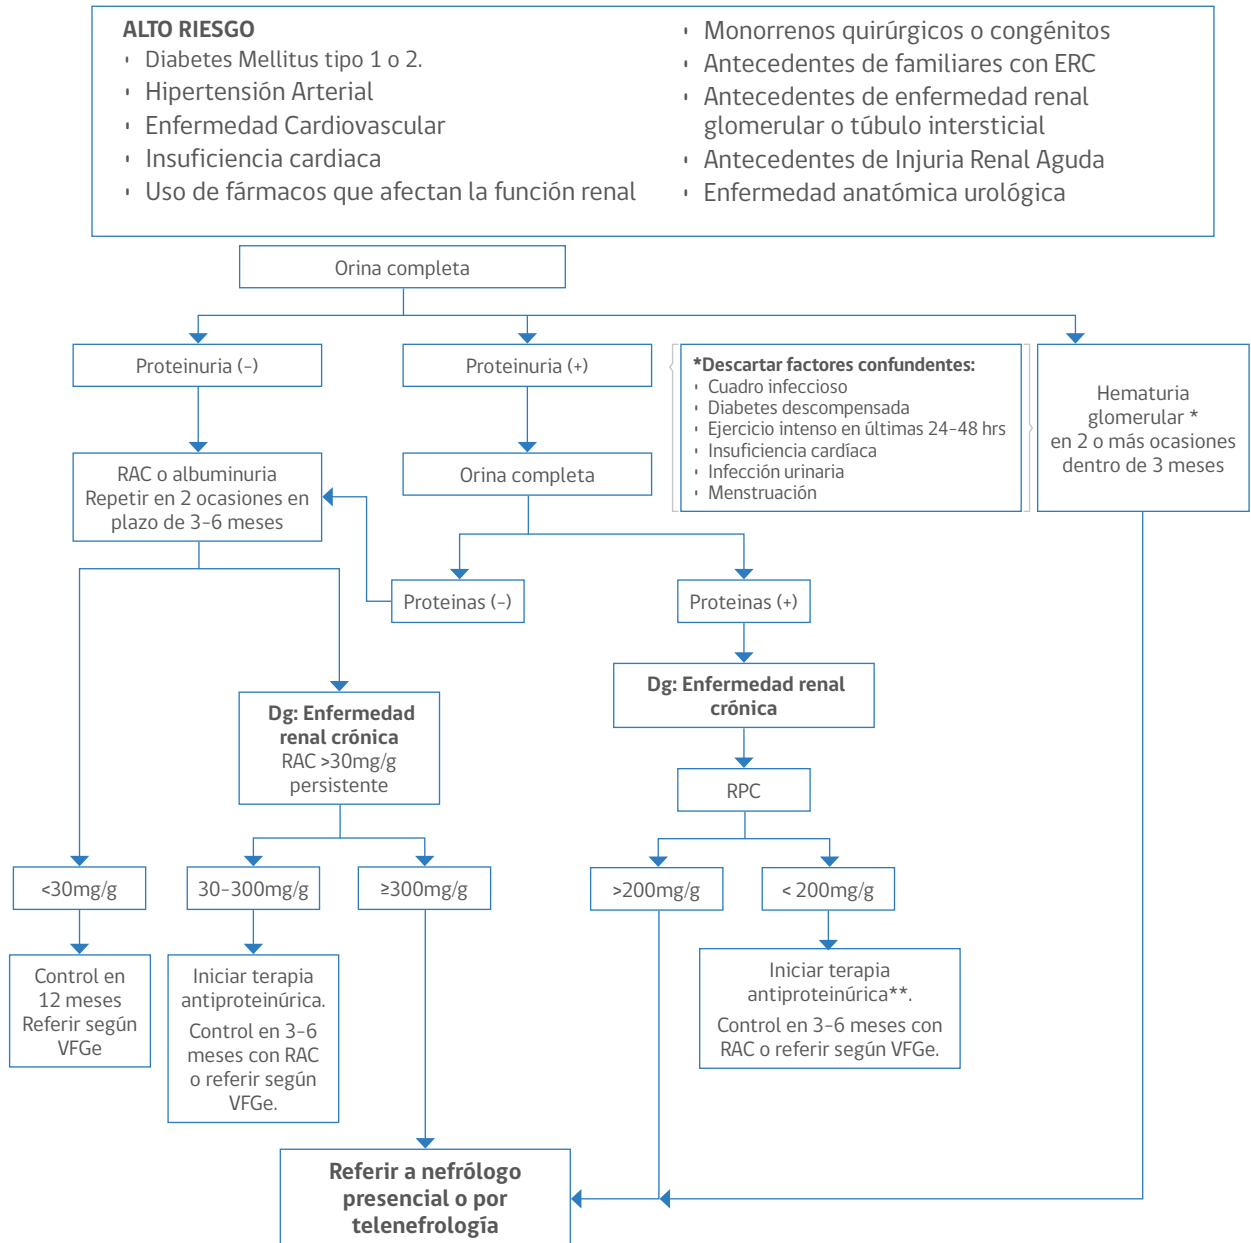 ALTO RIESGO
' Diabetes Mellitus tipo 1 o 2.
' Hipertensión Arterial
' Enfermedad Cardiovascular
' Insuficiencia cardiaca
' Uso de fármacos que afectan la función renal
' Monorrenos quirúrgicos o congénitos
' Antecedentes de familiares con ERC
' Antecedentes de enfermedad renal
glomerular o túbulo intersticial
' Antecedentes de Injuria Renal Aguda
' Enfermedad anatómica urológica
Orina completa
Proteinuria (-)
Proteinuria (+)
*Descartar factores confundentes:
' Cuadro infeccioso
' Diabetes descompensada
' Ejercicio intenso en últimas 24-48 hrs
' Insuficiencia cardíaca
' Infección urinaria
' Menstruación
Hematuria
glomerular *
en 2 o más ocasiones
dentro de 3 meses
RAC o albuminuria
Repetir en 2 ocasiones en
plazo de 3-6 meses
Orina completa
Proteinas (-)
Proteinas (+)
Dg: Enfermedad
renal crónica
RAC >30mg/g
persistente
Dg: Enfermedad renal
crónica
RPC
<30mg/g
30-300mg/g
≥300mg/g
>200mg/g
< 200mg/g
Control en
12 meses
Referir según
VFGe
Iniciar terapia
antiproteinúrica.
Control en 3-6
meses con RAC
o referir según
VFGe.
Iniciar terapia
antiproteinúrica**.
Control en 3-6 meses con
RAC o referir según VFGe.
Referir a nefrólogo
presencial o por
telenefrología